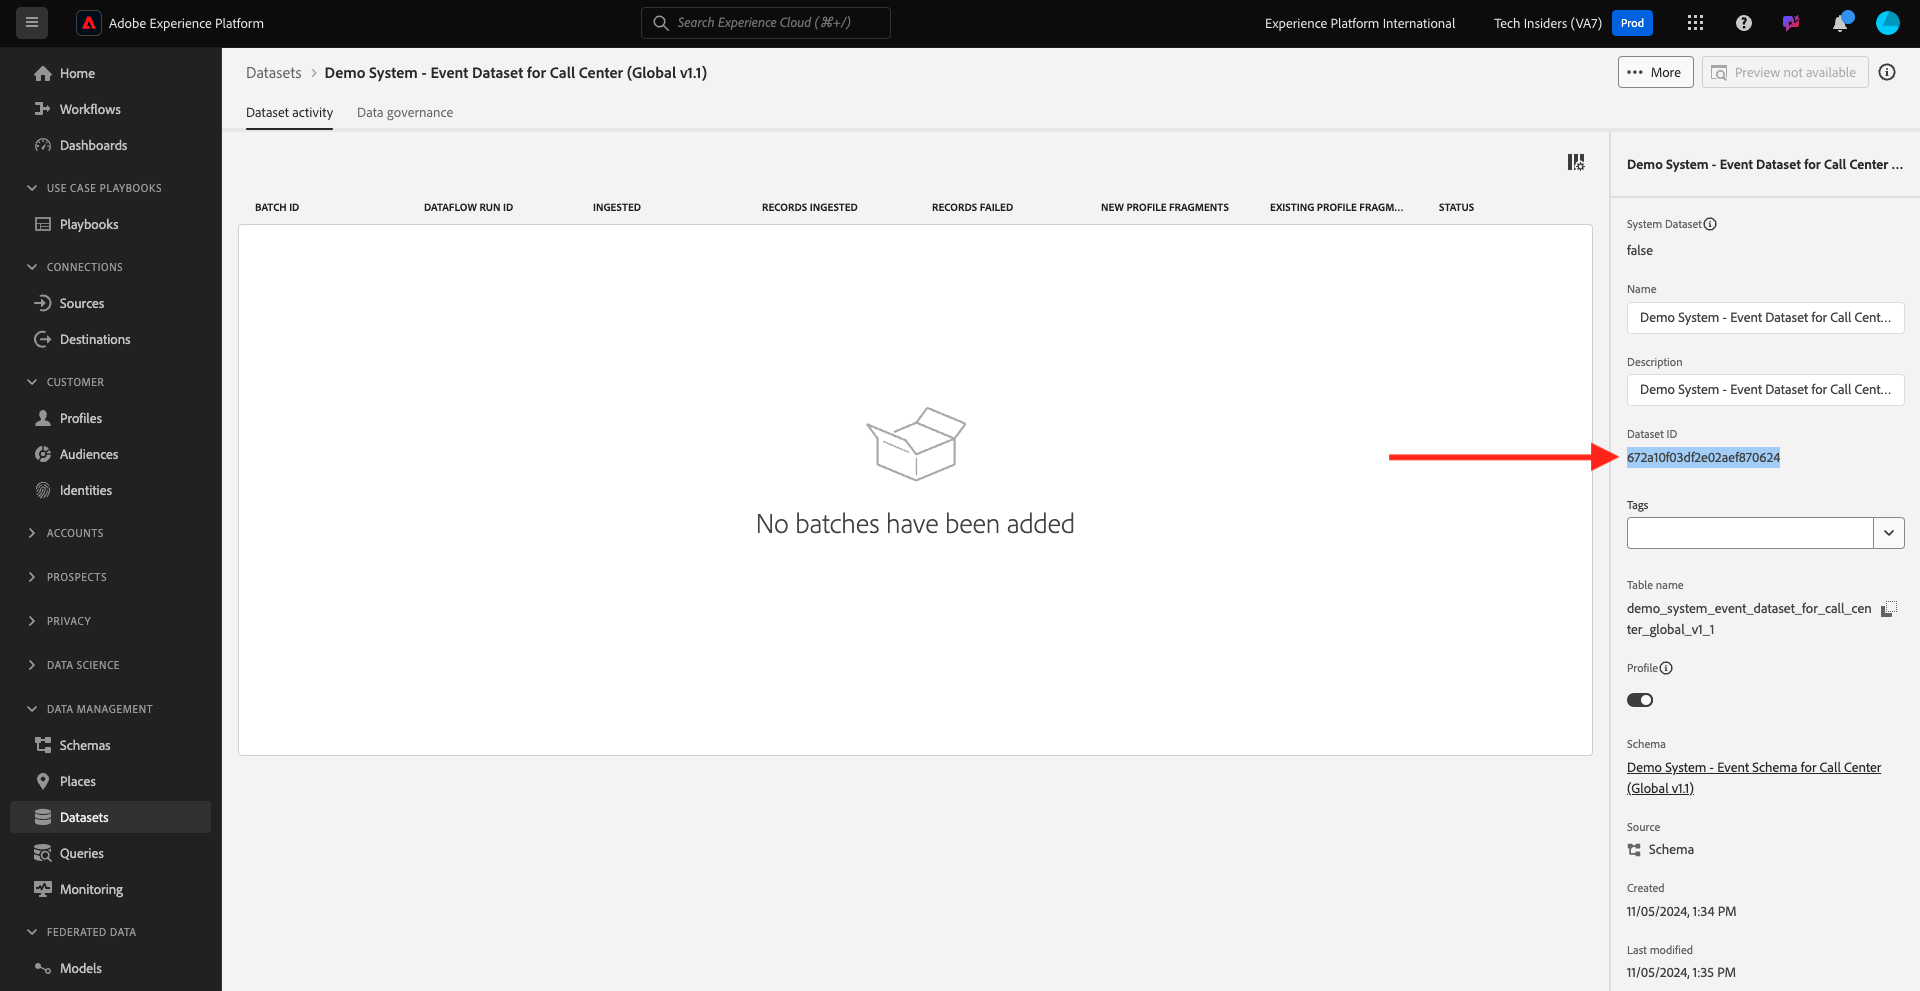 Adobe Experience Platform
Search Experience Cloud (⌘+/)
Experience Platform International
Tech Insiders (VA7)
Prod
Home
Workflows
Dashboards
USE CASE PLAYBOOKS
Playbooks
CONNECTIONS
Sources
Destinations
CUSTOMER
Profiles
Audiences
Identities
ACCOUNTS
PROSPECTS
PRIVACY
DATA SCIENCE
DATA MANAGEMENT
Schemas
Places
Datasets
Queries
Monitoring
FEDERATED DATA
Models
Datasets > Demo System - Event Dataset for Call Center (Global v1.1)
More
Preview not available
Dataset activity
Data governance
BATCH ID
DATAFLOW RUN ID
INGESTED
RECORDS INGESTED
RECORDS FAILED
NEW PROFILE FRAGMENTS
EXISTING PROFILE FRAGM...
STATUS
No batches have been added
Demo System - Event Dataset for Call Center ...
System Dataset
false
Name
Demo System - Event Dataset for Call Cent...
Description
Demo System - Event Dataset for Call Cent...
Dataset ID
672a10f03df2e02aef870624
Tags
Table name
demo_system_event_dataset_for_call_cen
ter_global_v1_1
Profile
Schema
Demo System - Event Schema for Call Center
(Global v1.1)
Source
Schema
Created
11/05/2024, 1:34 PM
Last modified
11/05/2024, 1:35 PM